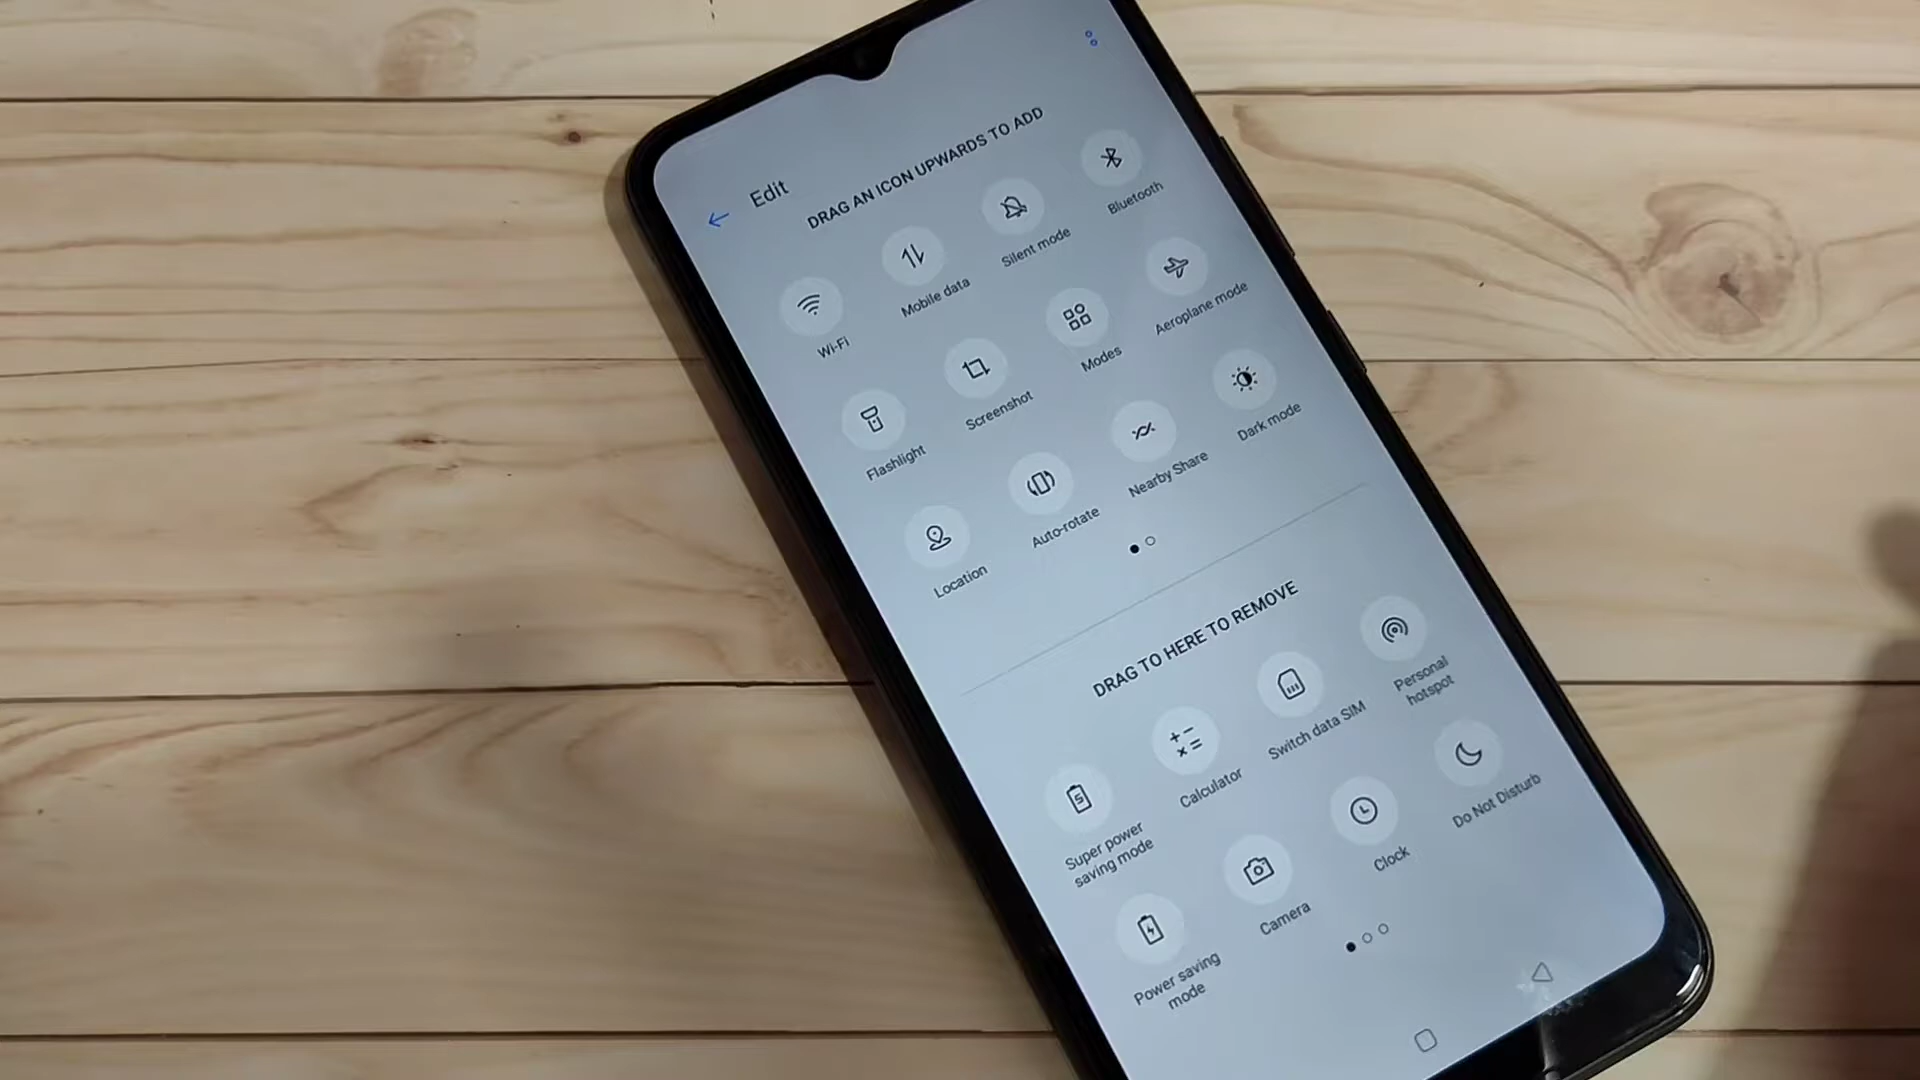 Edit
DRAG AN ICON UPWARDS TO ADD
Wi-Fi
Mobile data
Silent mode
Bluetooth
Flashlight
Screenshot
Modes
Aeroplane mode
Location
Auto-rotate
Nearby Share
Dark mode
DRAG TO HERE TO REMOVE
Super power
saving mode
Calculator
Switch data SIM
Personal
hotspot
Power saving
mode
Camera
Clock
Do Not Disturb